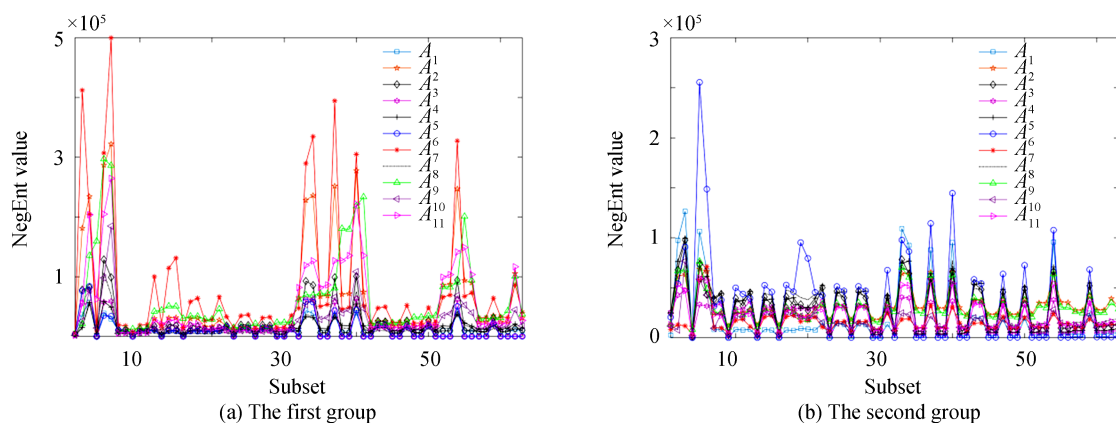 ×10⁵
5
3
1
NegEnt value
A₁
A₂
A₃
A₄
A₅
A₆
A₇
A₈
A₉
A₁₀
A₁₁
10
30
50
Subset
(a) The first group
×10⁵
3
2
1
0
NegEnt value
A₁
A₂
A₃
A₄
A₅
A₆
A₇
A₈
A₉
A₁₀
A₁₁
10
30
50
Subset
(b) The second group